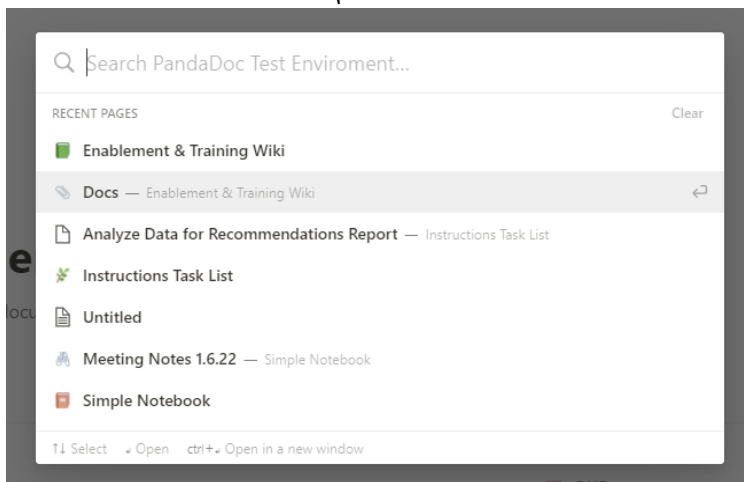 Search PandaDoc Test Enviroment...
RECENT PAGES Clear
Enablement & Training Wiki
Docs — Enablement & Training Wiki
Analyze Data for Recommendations Report — Instructions Task List
Instructions Task List
Untitled
Meeting Notes 1.6.22 — Simple Notebook
Simple Notebook
↑↓ Select ↵ Open ctrl+↵ Open in a new window